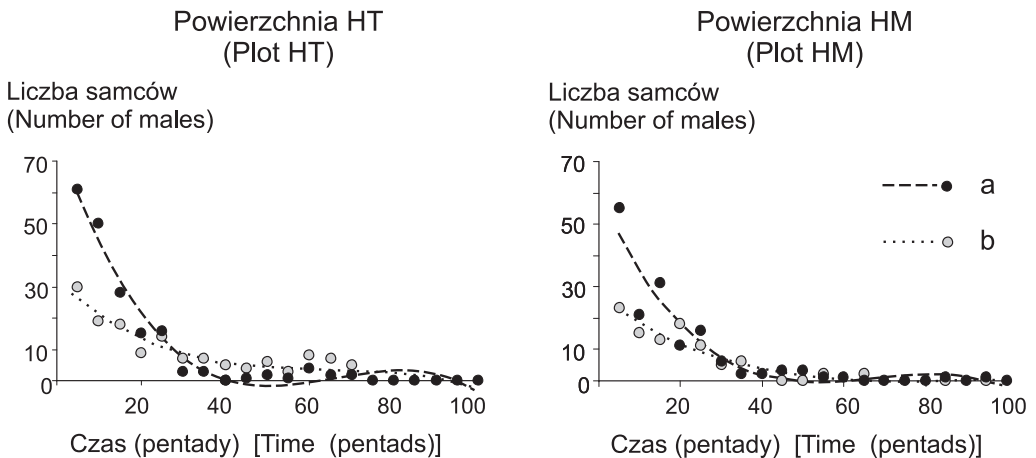 Powierzchnia HT
(Plot HT)
Liczba samców
(Number of males)
70
50
30
10
0
20
40
60
80
100
Czas (pentady) [Time (pentads)]
Powierzchnia HM
(Plot HM)
Liczba samców
(Number of males)
70
50
30
10
0
20
40
60
80
100
Czas (pentady) [Time (pentads)]
a
b